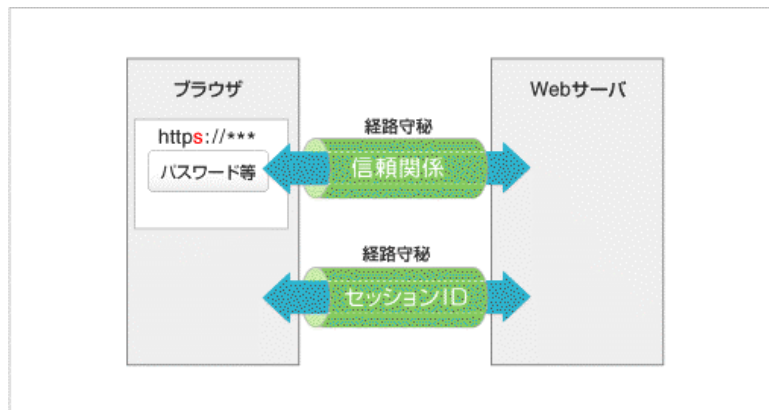 ブラウザ
Webサーバ
https://***
パスワード等
経路守秘
信頼関係
経路守秘
セッションID